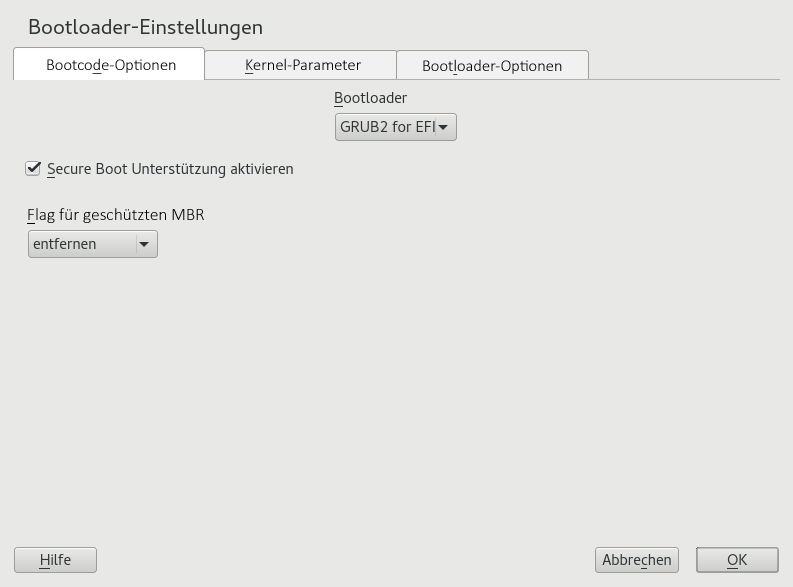 Bootloader-Einstellungen
Bootcode-Optionen Kernel-Parameter Bootloader-Optionen
Bootloader
GRUB2 for EFI
Secure Boot Unterstützung aktivieren
Flag für geschützten MBR
entfernen
Hilfe Abbrechen OK